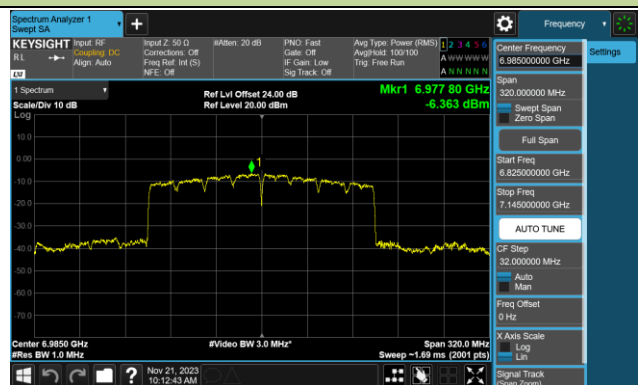 Spectrum Analyzer 1
Swept SA
Frequency
KEYSIGHT
RL
LXI
Input: RF
Coupling: DC
Align: Auto
Input Z: 50 Ω
Corrections: Off
Freq Ref: Int (S)
NFE: Off
#Atten: 20 dB
PNO: Fast
Gate: Off
IF Gain: Low
Sig Track: Off
Avg Type: Power (RMS)
Avg|Hold: 100/100
Trig: Free Run
1 2 3 4 5 6
A W W W W W
A N N N N N
1 Spectrum
Scale/Div 10 dB
Log
Ref Lvl Offset 24.00 dB
Ref Level 20.00 dBm
Mkr1 6.977 80 GHz
-6.363 dBm
10.0
0.00
-10.0
-20.0
-30.0
-40.0
-50.0
-60.0
-70.0
1
Center 6.9850 GHz
#Res BW 1.0 MHz
#Video BW 3.0 MHz*
Span 320.0 MHz
Sweep ~1.69 ms (2001 pts)
Center Frequency
6.985000000 GHz
Settings
Span
320.000000 MHz
Swept Span
Zero Span
Full Span
Start Freq
6.825000000 GHz
Stop Freq
7.145000000 GHz
AUTO TUNE
CF Step
32.000000 MHz
Auto
Man
Freq Offset
0 Hz
X Axis Scale
Log
Lin
Signal Track
(Span Zoom)
Nov 21, 2023
10:12:43 AM